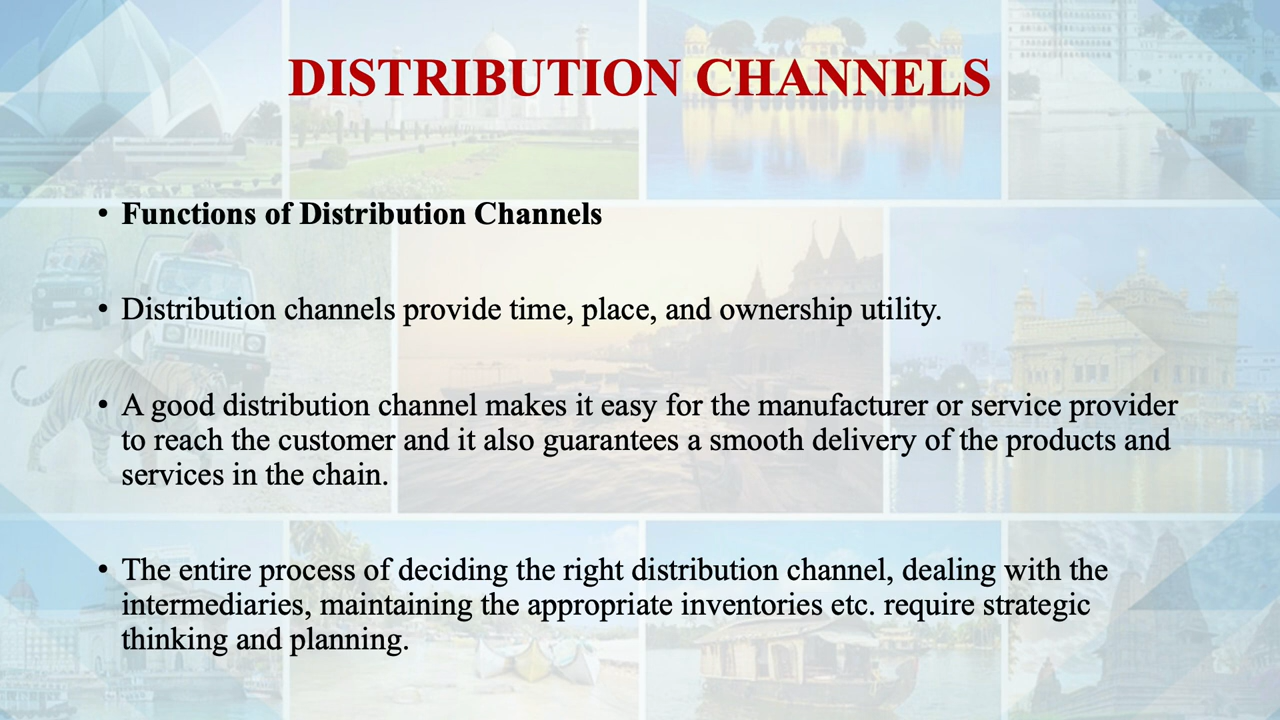 DISTRIBUTION CHANNELS
• Functions of Distribution Channels
• Distribution channels provide time, place, and ownership utility.
• A good distribution channel makes it easy for the manufacturer or service provider
to reach the customer and it also guarantees a smooth delivery of the products and
services in the chain.
• The entire process of deciding the right distribution channel, dealing with the
intermediaries, maintaining the appropriate inventories etc. require strategic
thinking and planning.